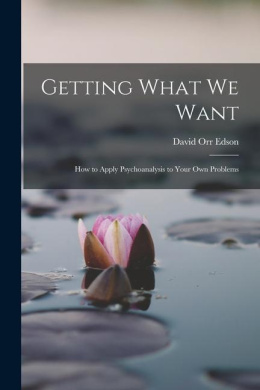 Getting What We
Want
David Orr Edson
How to Apply Psychoanalysis to Your Own Problems